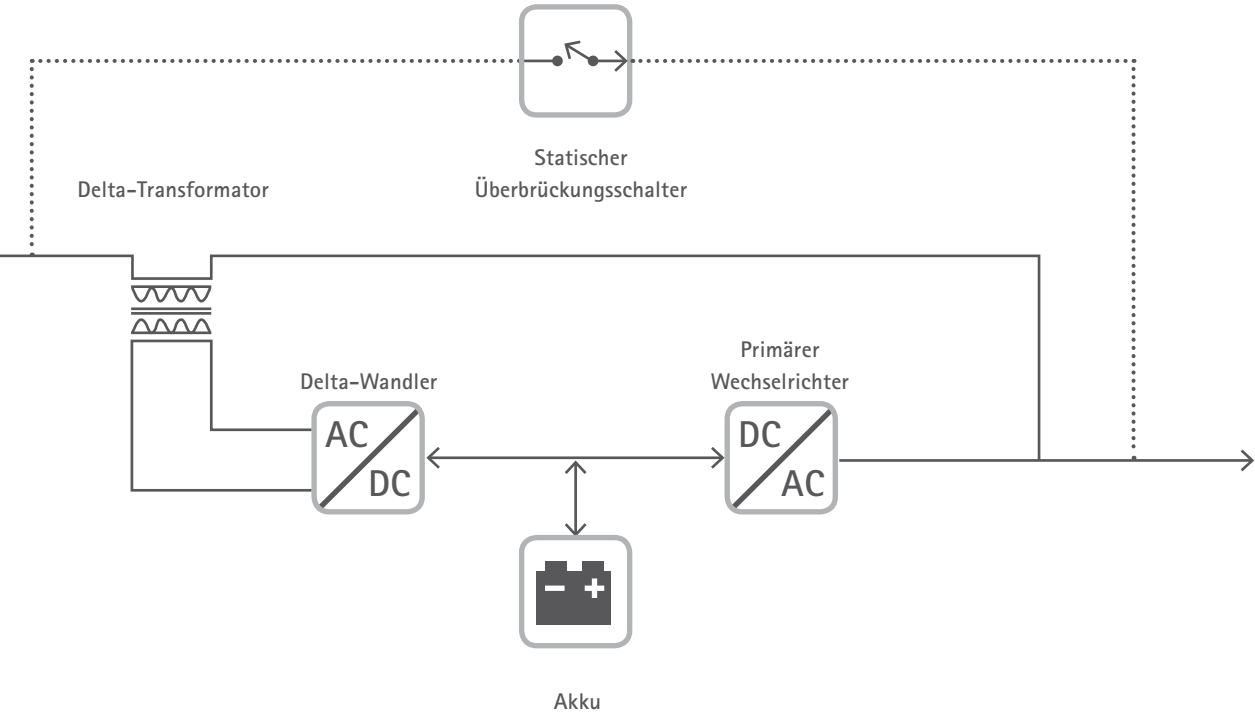 Statischer
Überbrückungsschalter
Delta-Transformator
Primärer
Wechselrichter
Delta-Wandler
AC
DC
DC
AC
Akku